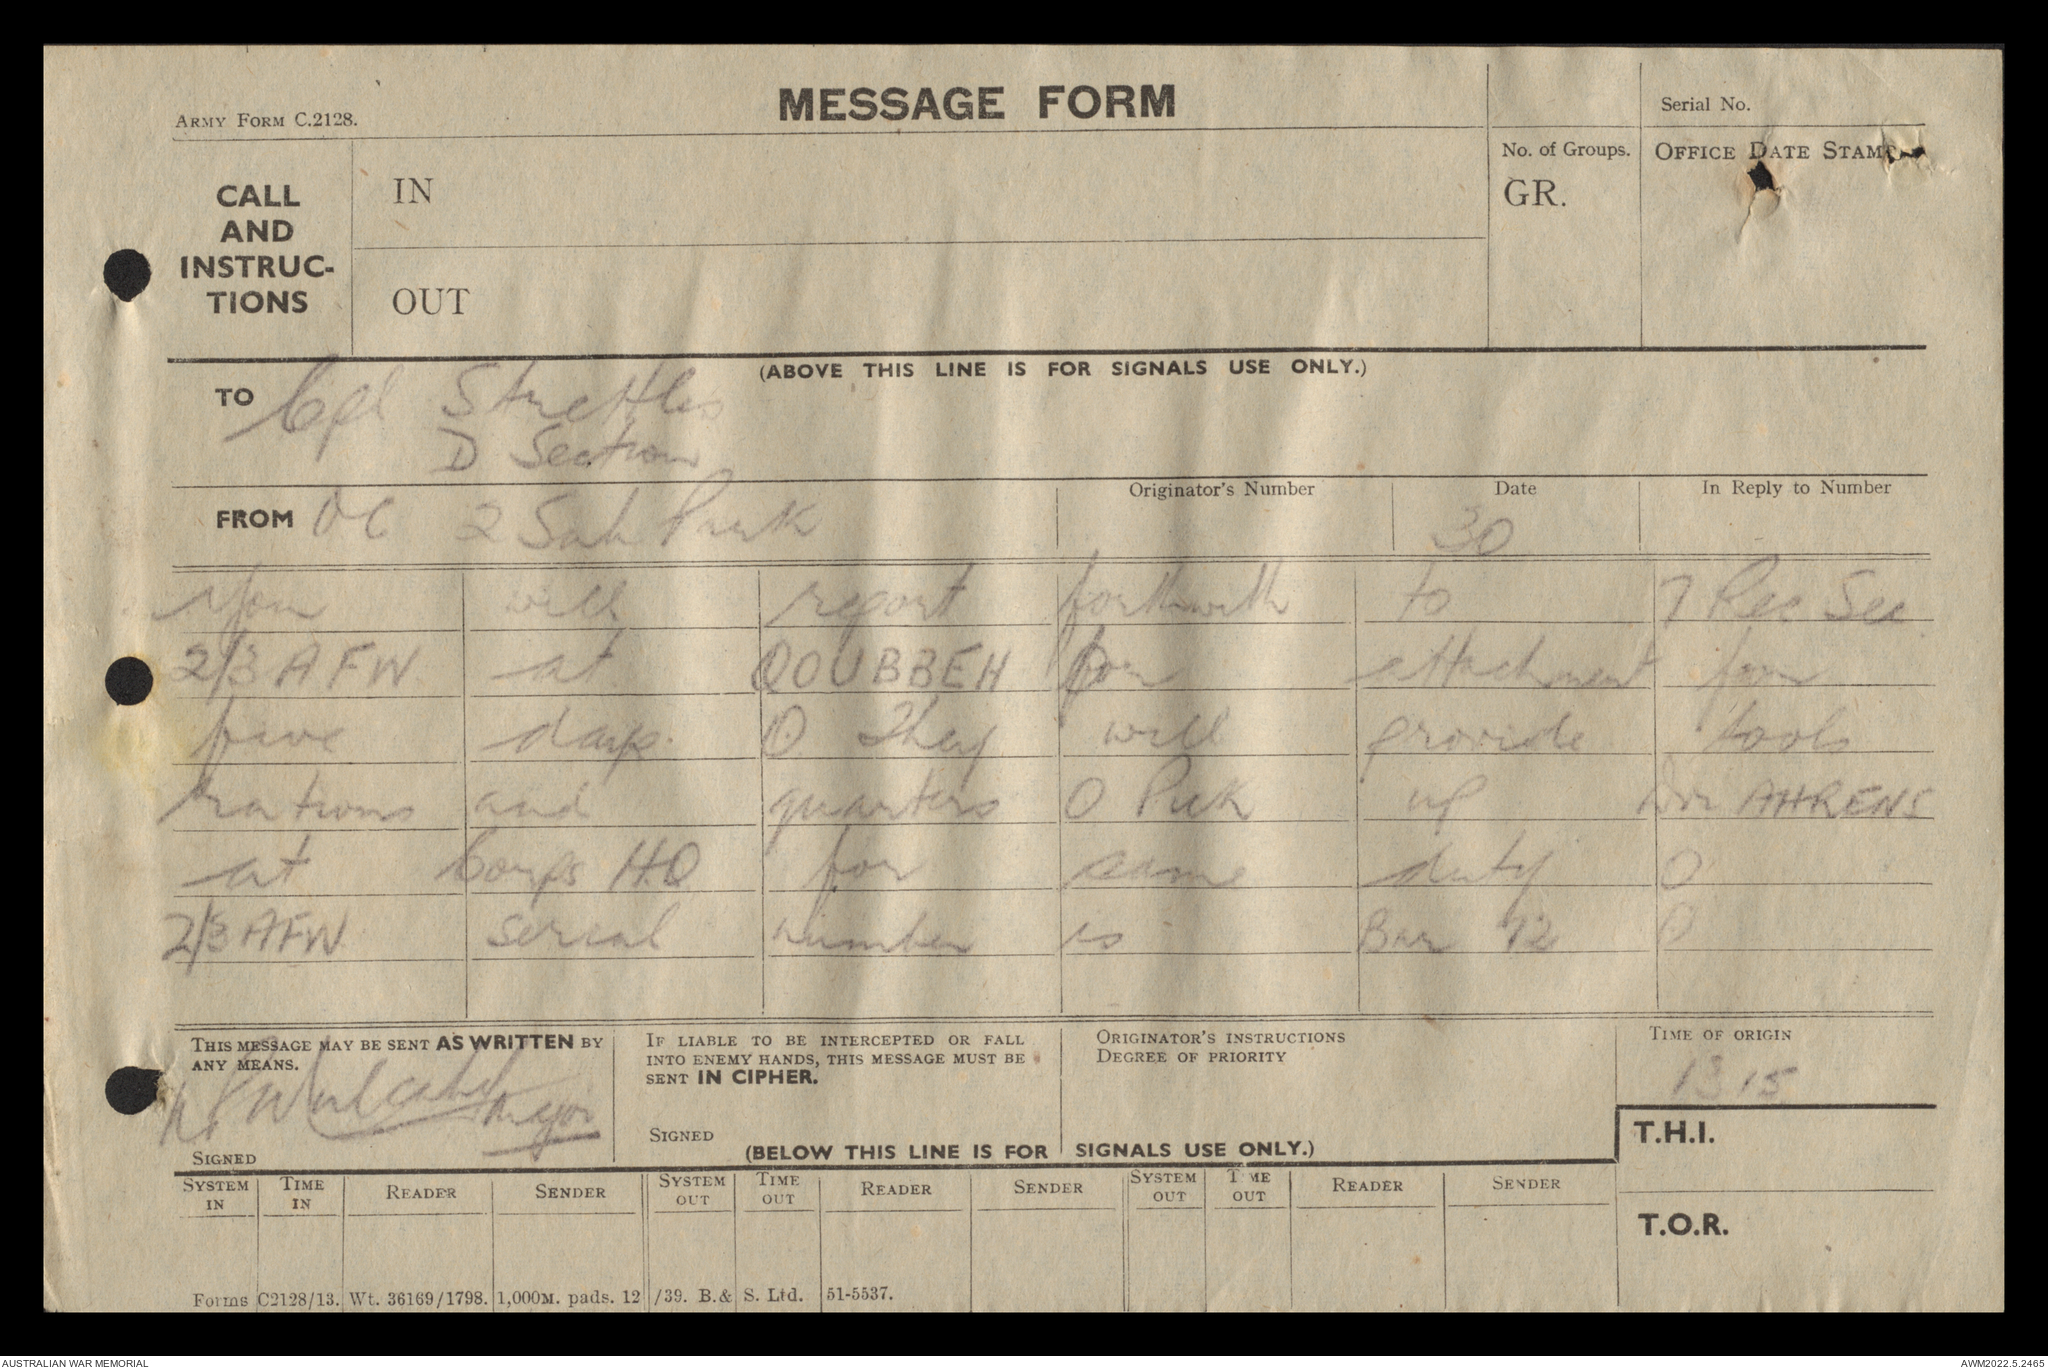 ARMY FORM C.2128.
MESSAGE FORM
Serial No.
CALL AND INSTRUC-TIONS
IN
No. of Groups.
GR.
OFFICE DATE STAMP
OUT
(ABOVE THIS LINE IS FOR SIGNALS USE ONLY.)
TO Cpl
D Section
FROM OC 2 Sub Park
Originator's Number
Date
30
In Reply to Number
You will report forthwith to 7 Rec Sec
2/3 AFW at QOUBBEH for attachment for
five days O They will provide tools
rations and quarters O Pick up Dvr AHRENS
at Corps H.Q. for same duty O
2/3 AFW serial number is Bar 72 O
THIS MESSAGE MAY BE SENT AS WRITTEN BY ANY MEANS.
Major
SIGNED
IF LIABLE TO BE INTERCEPTED OR FALL INTO ENEMY HANDS, THIS MESSAGE MUST BE SENT IN CIPHER.
SIGNED
ORIGINATOR'S INSTRUCTIONS
DEGREE OF PRIORITY
TIME OF ORIGIN
1315
(BELOW THIS LINE IS FOR SIGNALS USE ONLY.)
T.H.I.
SYSTEM IN TIME IN READER SENDER SYSTEM OUT TIME OUT READER SENDER SYSTEM OUT TIME OUT READER SENDER
T.O.R.
Forms C2128/13. Wt. 36169/1798. 1,000M. pads. 12/39. B. & S. Ltd. 51-5537.
AUSTRALIAN WAR MEMORIAL
AWM2022.5.2465